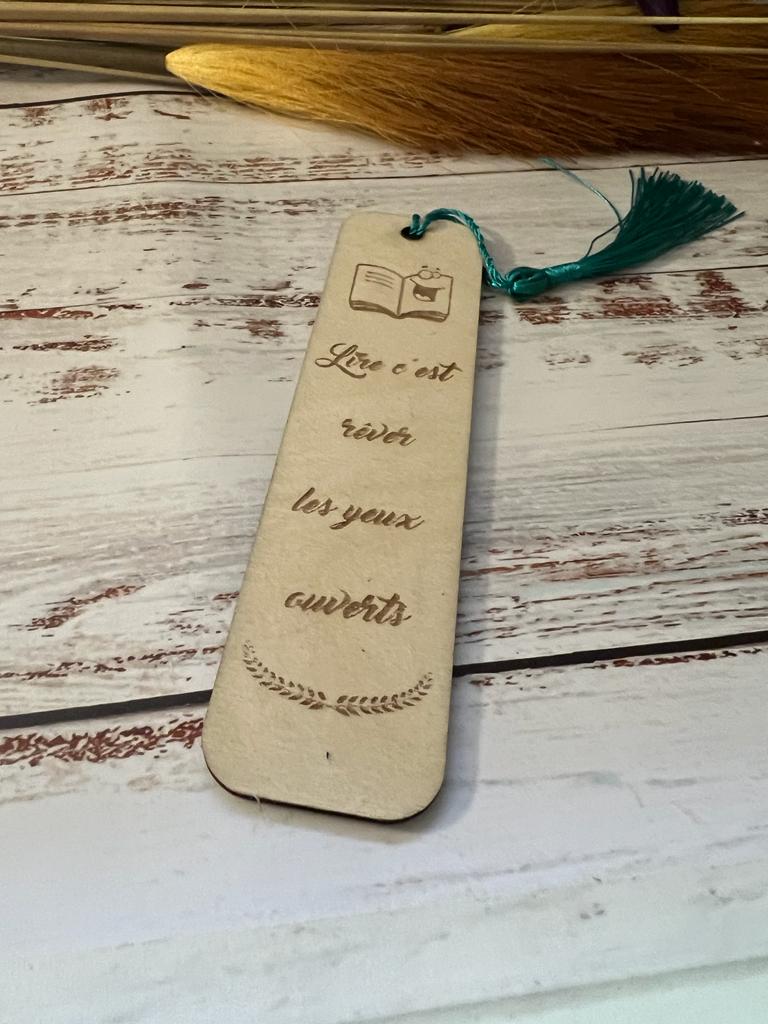 Lire c'est
rêver
les yeux
ouverts